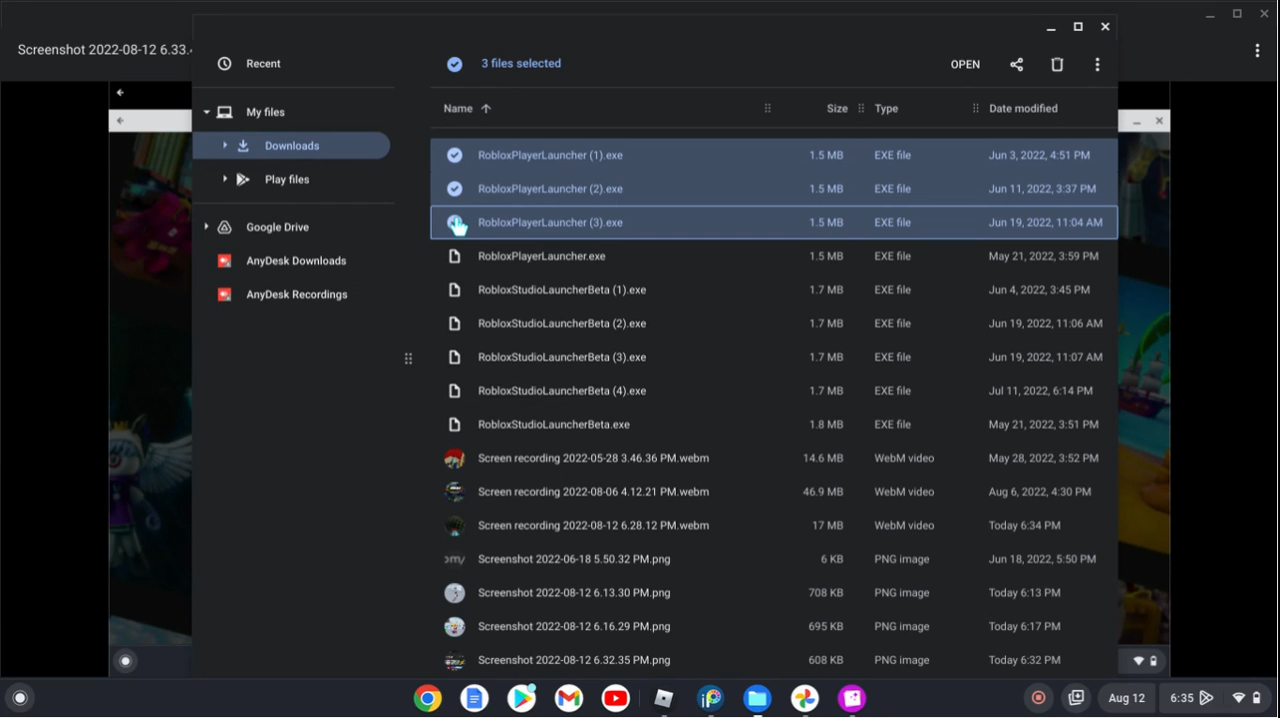 Screenshot 2022-08-12 6.33.
Recent
3 files selected
OPEN
My files
Downloads
Play files
Google Drive
AnyDesk Downloads
AnyDesk Recordings
Name Size Type Date modified
RobloxPlayerLauncher (1).exe 1.5 MB EXE file Jun 3, 2022, 4:51 PM
RobloxPlayerLauncher (2).exe 1.5 MB EXE file Jun 11, 2022, 3:37 PM
RobloxPlayerLauncher (3).exe 1.5 MB EXE file Jun 19, 2022, 11:04 AM
RobloxPlayerLauncher.exe 1.5 MB EXE file May 21, 2022, 3:59 PM
RobloxStudioLauncherBeta (1).exe 1.7 MB EXE file Jun 4, 2022, 3:45 PM
RobloxStudioLauncherBeta (2).exe 1.7 MB EXE file Jun 19, 2022, 11:06 AM
RobloxStudioLauncherBeta (3).exe 1.7 MB EXE file Jun 19, 2022, 11:07 AM
RobloxStudioLauncherBeta (4).exe 1.7 MB EXE file Jul 11, 2022, 6:14 PM
RobloxStudioLauncherBeta.exe 1.8 MB EXE file May 21, 2022, 3:51 PM
Screen recording 2022-05-28 3.46.36 PM.webm 14.6 MB WebM video May 28, 2022, 3:52 PM
Screen recording 2022-08-06 4.12.21 PM.webm 46.9 MB WebM video Aug 6, 2022, 4:30 PM
Screen recording 2022-08-12 6.28.12 PM.webm 17 MB WebM video Today 6:34 PM
Screenshot 2022-06-18 5.50.32 PM.png 6 KB PNG image Jun 18, 2022, 5:50 PM
Screenshot 2022-08-12 6.13.30 PM.png 708 KB PNG image Today 6:13 PM
Screenshot 2022-08-12 6.16.29 PM.png 695 KB PNG image Today 6:17 PM
Screenshot 2022-08-12 6.32.35 PM.png 608 KB PNG image Today 6:32 PM
Aug 12
6:35